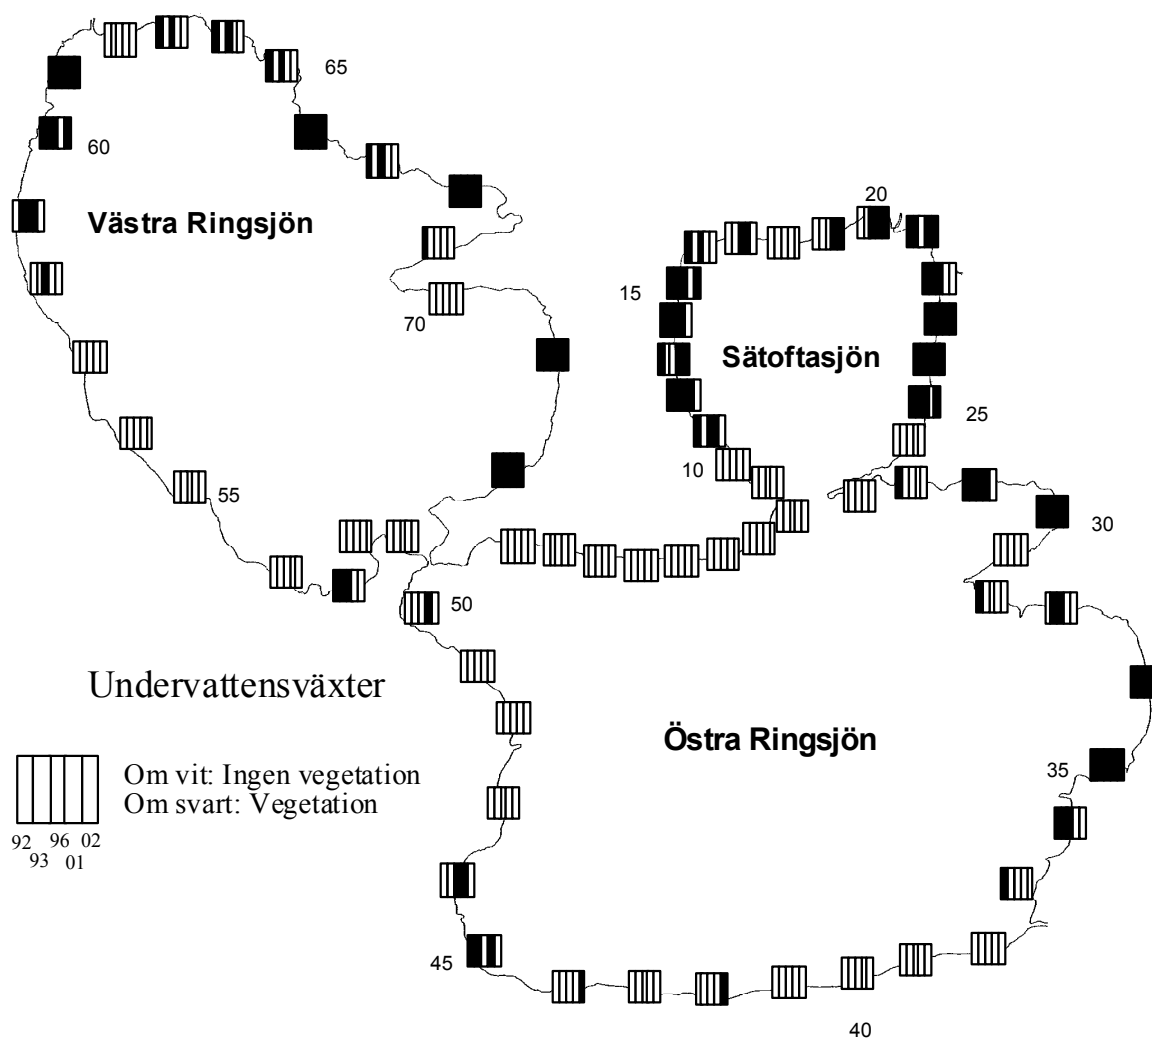 65
60
Västra Ringsjön
20
15
70
Sätoftasjön
25
10
55
30
50
Undervattensväxter
Östra Ringsjön
35
Om vit: Ingen vegetation
Om svart: Vegetation
92 96 02
93 01
45
40